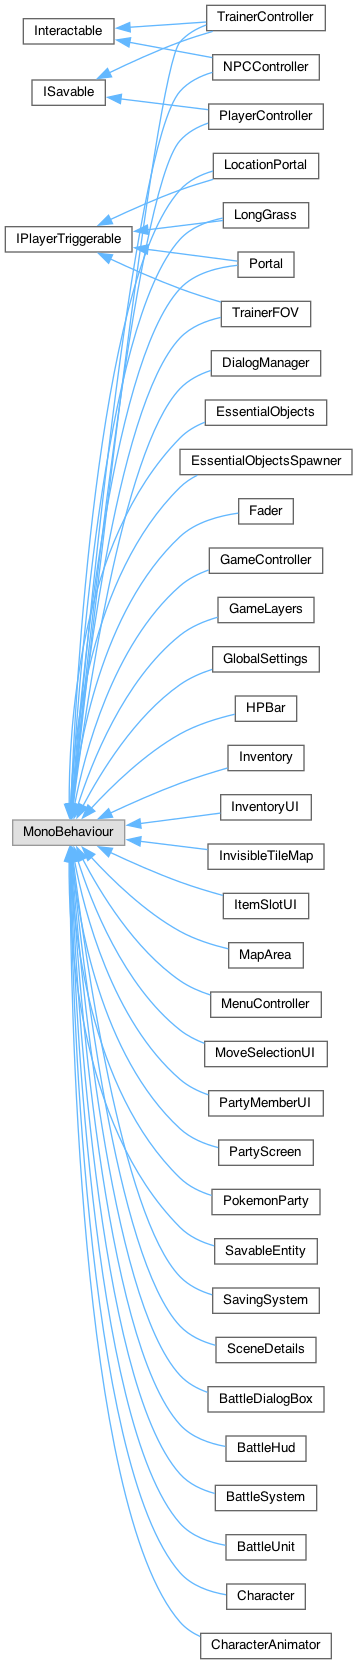 Interactable
ISavable
IPlayerTriggerable
MonoBehaviour
TrainerController
NPCController
PlayerController
LocationPortal
LongGrass
Portal
TrainerFOV
DialogManager
EssentialObjects
EssentialObjectsSpawner
Fader
GameController
GameLayers
GlobalSettings
HPBar
Inventory
InventoryUI
InvisibleTileMap
ItemSlotUI
MapArea
MenuController
MoveSelectionUI
PartyMemberUI
PartyScreen
PokemonParty
SavableEntity
SavingSystem
SceneDetails
BattleDialogBox
BattleHud
BattleSystem
BattleUnit
Character
CharacterAnimator